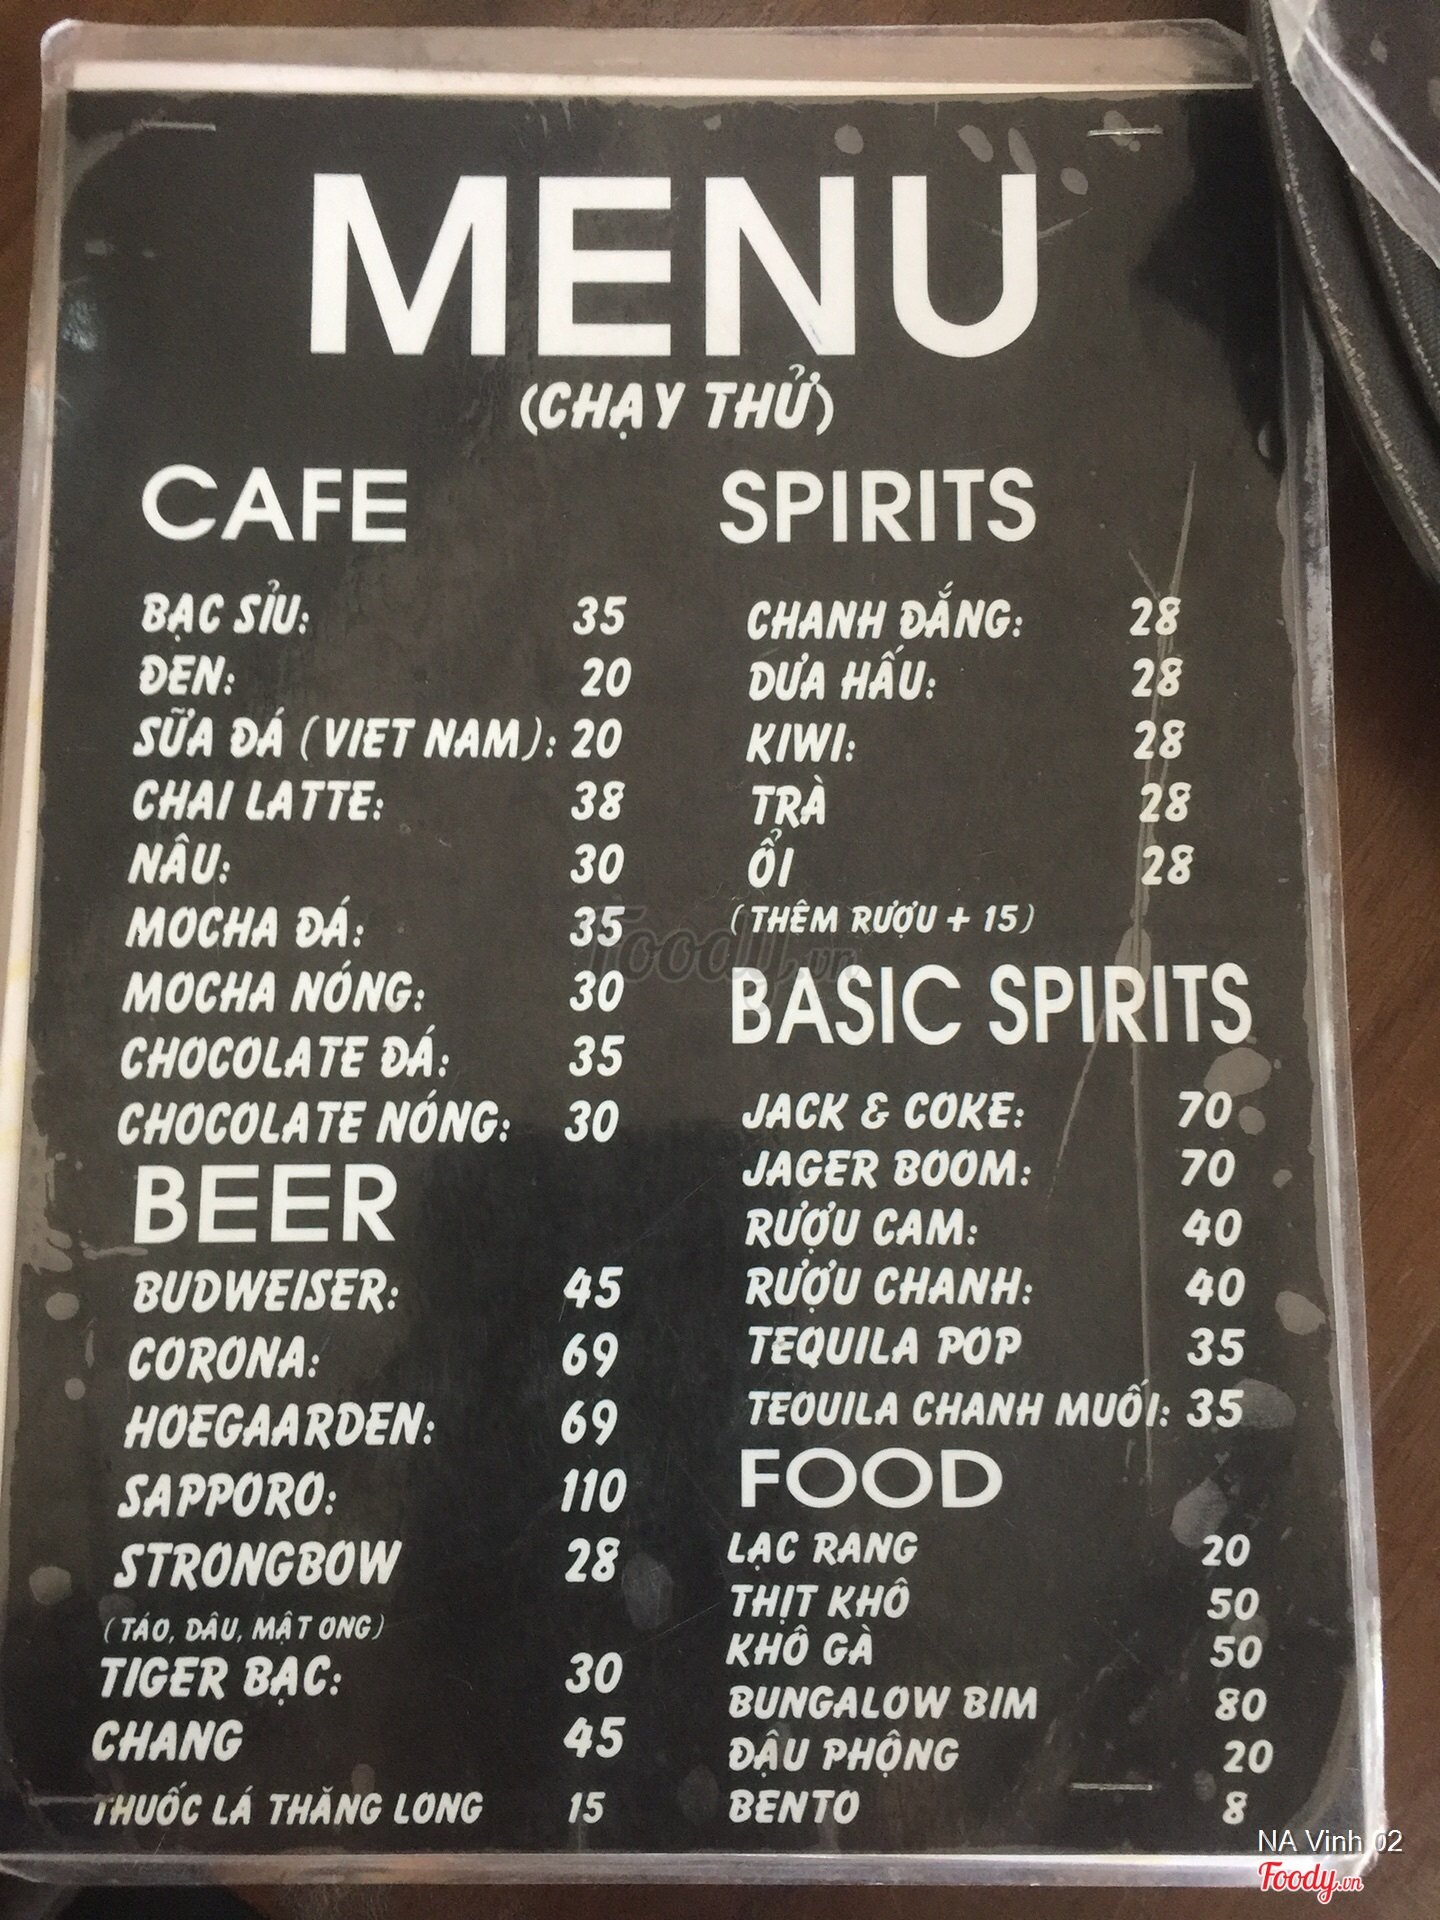 MENU
(CHẠY THỬ)
CAFE
BẠC SỈU: 35
ĐEN: 20
SỮA ĐÁ (VIET NAM): 20
CHAI LATTE: 38
NÂU: 30
MOCHA ĐÁ: 35
MOCHA NÓNG: 30
CHOCOLATE ĐÁ: 35
CHOCOLATE NÓNG: 30
BEER
BUDWEISER: 45
CORONA: 69
HOEGAARDEN: 69
SAPPORO: 110
STRONGBOW 28
(TÁO, DÂU, MẬT ONG)
TIGER BẠC: 30
CHANG 45
THUỐC LÁ THĂNG LONG 15
SPIRITS
CHANH ĐẮNG: 28
DƯA HẤU: 28
KIWI: 28
TRÀ 28
ỔI 28
(THÊM RƯỢU + 15)
BASIC SPIRITS
JACK & COKE: 70
JAGER BOOM: 70
RƯỢU CAM: 40
RƯỢU CHANH: 40
TEQUILA POP 35
TEOUILA CHANH MUỐI: 35
FOOD
LẠC RANG 20
THỊT KHÔ 50
KHÔ GÀ 50
BUNGALOW BIM 80
ĐẬU PHỘNG 20
BENTO 8
Foody.vn
NA Vinh 02
Foody.vn